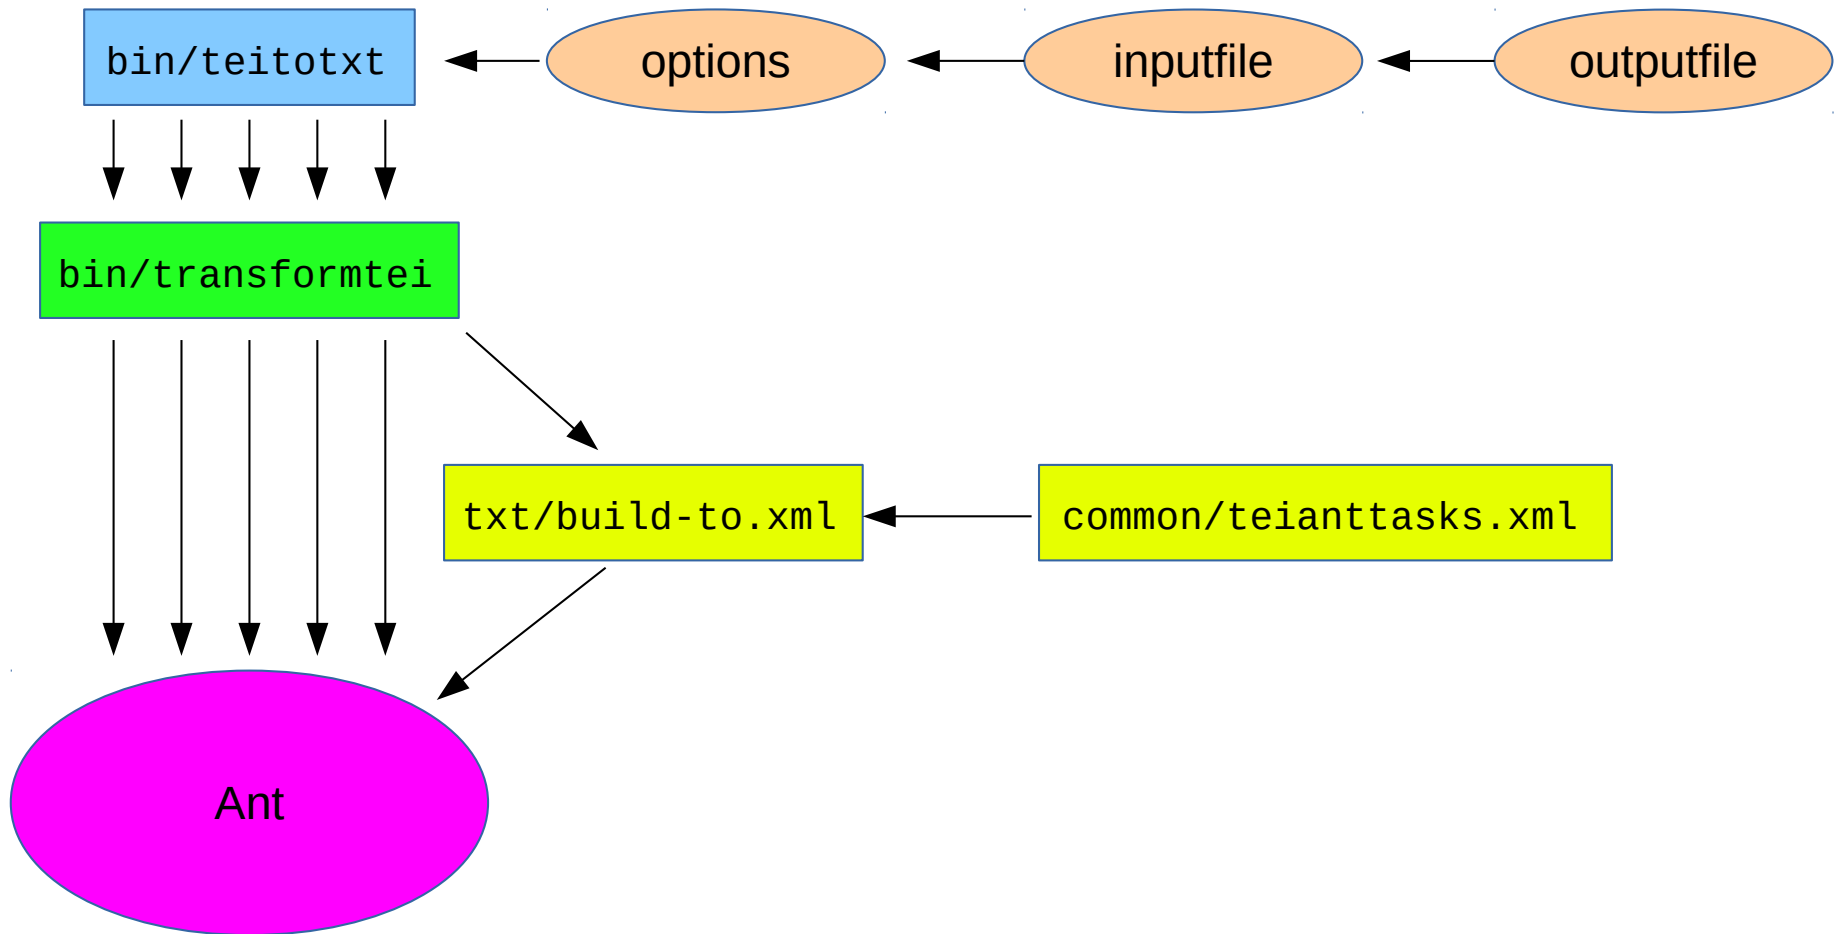 bin/teitotxt
options
inputfile
outputfile
bin/transformtei
txt/build-to.xml
common/teianttasks.xml
Ant